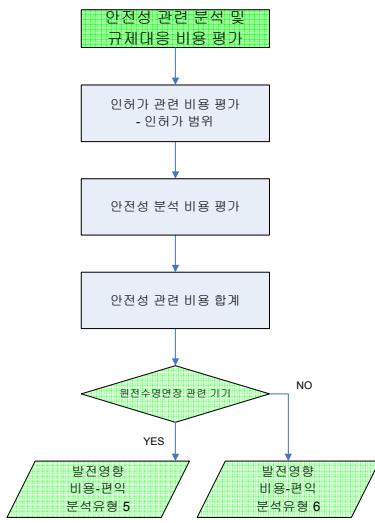 안전성 관련 분석 및
규제대응 비용 평가
인허가 관련 비용 평가
- 인허가 범위
안전성 분석 비용 평가
안전성 관련 비용 합계
원전수명연장 관련 기기
NO
YES
발전영향
비용-편익
분석유형 5
발전영향
비용-편익
분석유형 6